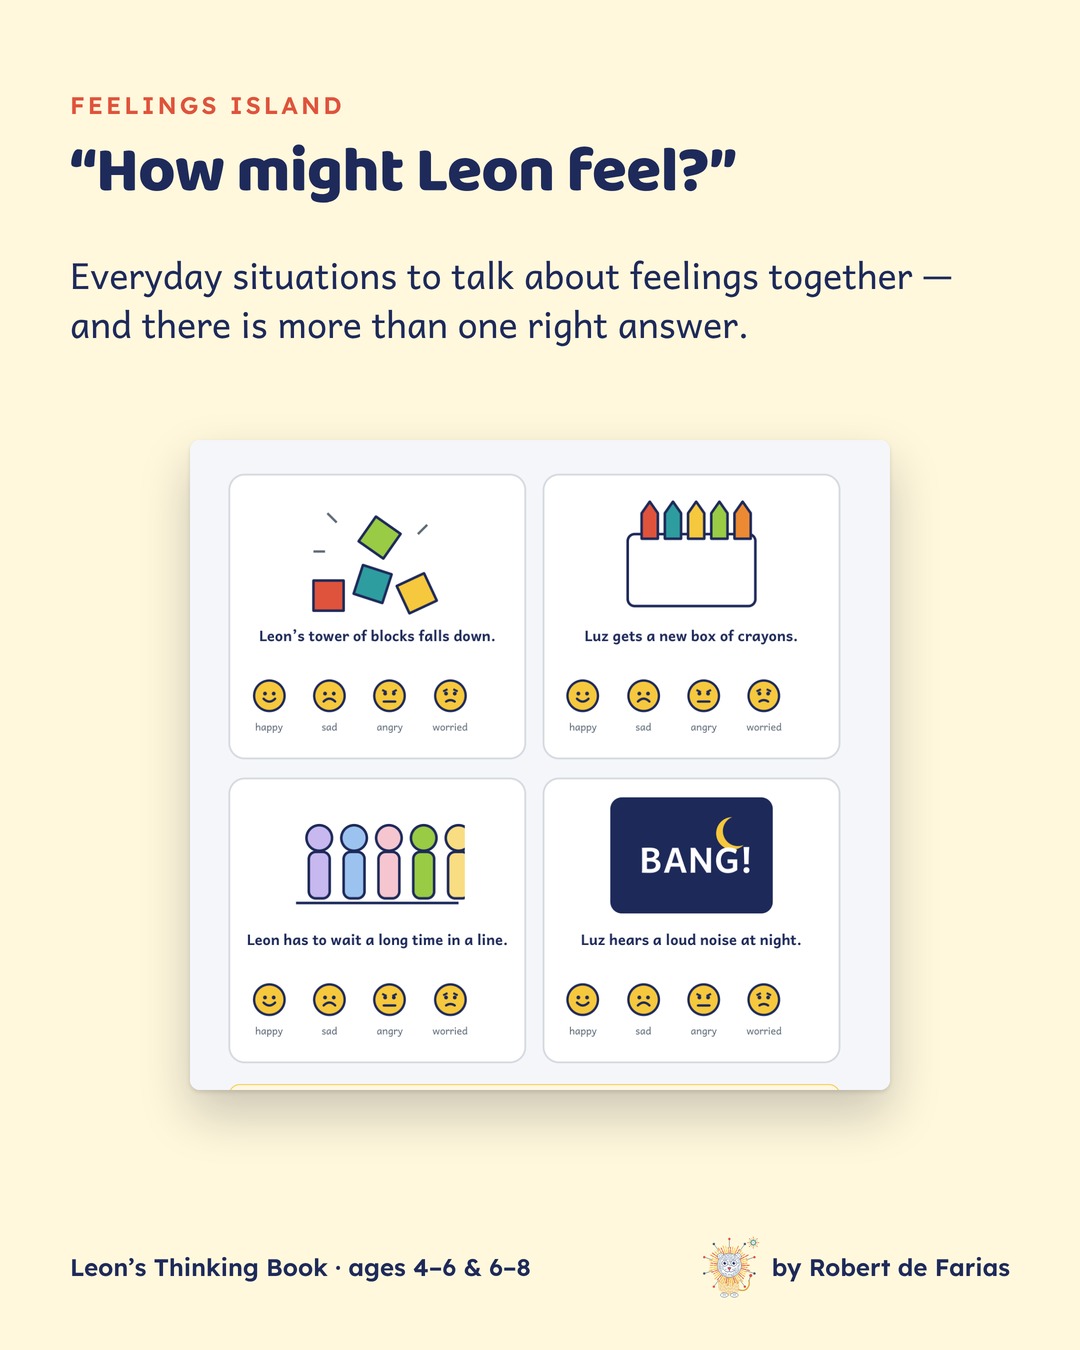 FEELINGS ISLAND
“How might Leon feel?”
Everyday situations to talk about feelings together —
and there is more than one right answer.
Leon’s tower of blocks falls down.
happy sad angry worried
Luz gets a new box of crayons.
happy sad angry worried
Leon has to wait a long time in a line.
happy sad angry worried
BANG!
Luz hears a loud noise at night.
happy sad angry worried
Leon’s Thinking Book · ages 4–6 & 6–8
by Robert de Farias